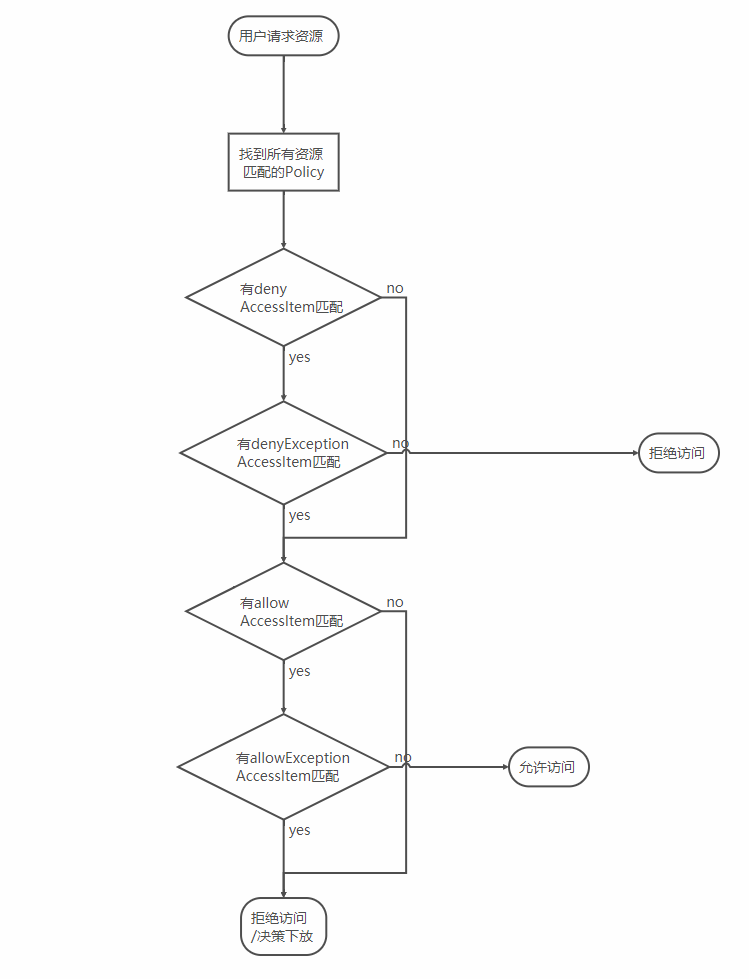 用户请求资源
找到所有资源
匹配的Policy
有deny
AccessItem匹配
no
yes
有denyException
AccessItem匹配
no
拒绝访问
yes
有allow
AccessItem匹配
no
yes
有allowException
AccessItem匹配
no
允许访问
yes
拒绝访问
/决策下放